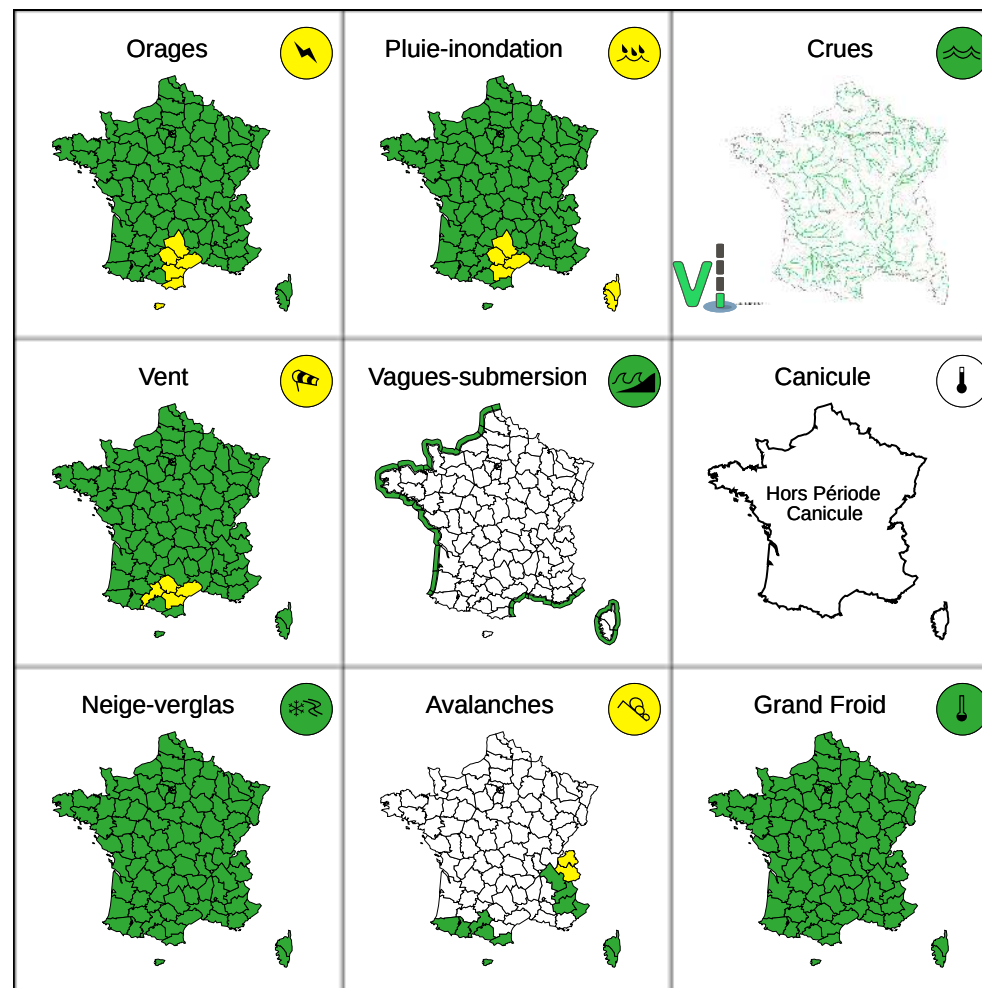 Orages
Pluie-inondation
Crues
Vent
Vagues-submersion
Canicule
Hors Période
Canicule
Neige-verglas
Avalanches
Grand Froid